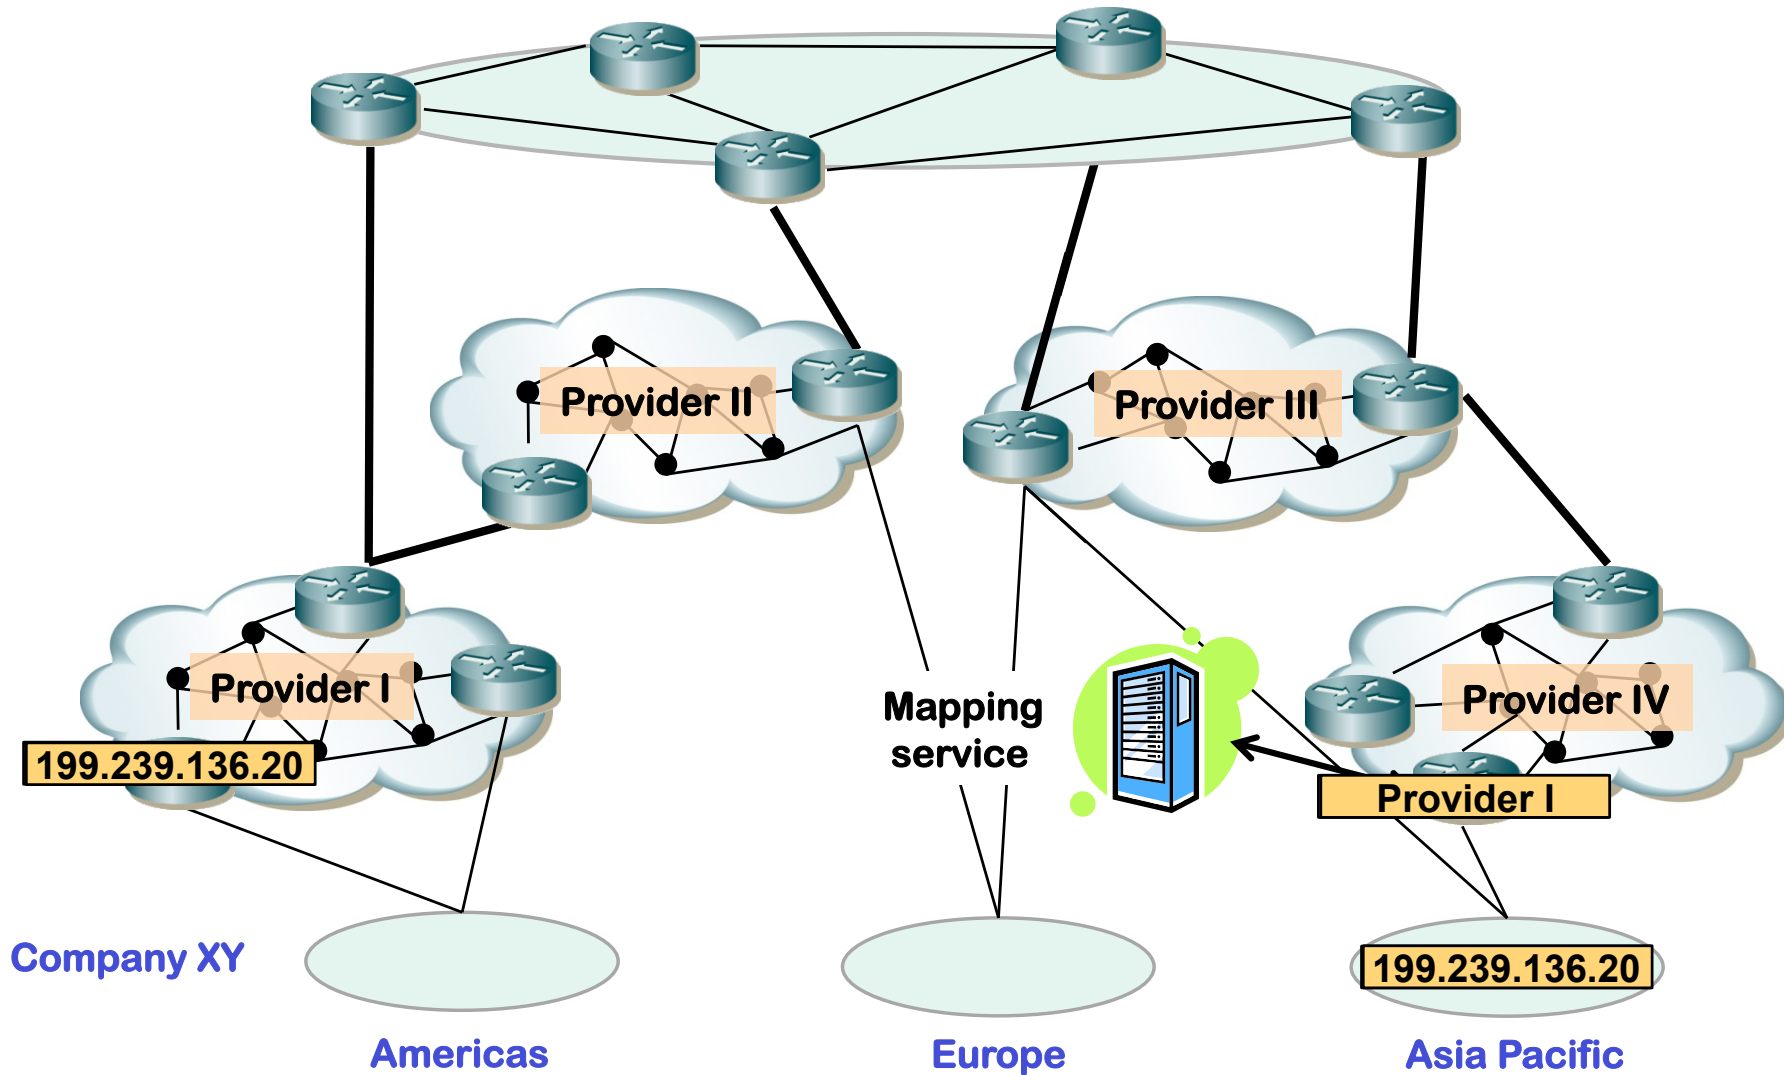 Provider II
Provider III
Provider I
Mapping
service
Provider IV
199.239.136.20
Provider I
Company XY
199.239.136.20
Americas
Europe
Asia Pacific